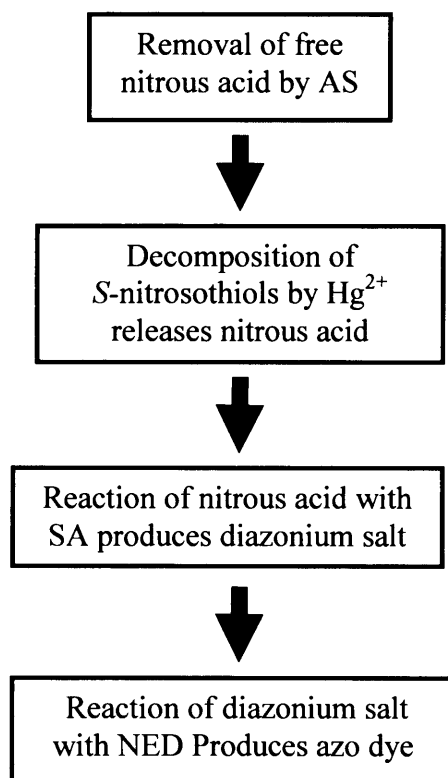 Removal of free
nitrous acid by AS
Decomposition of
S-nitrosothiols by Hg²⁺
releases nitrous acid
Reaction of nitrous acid with
SA produces diazonium salt
Reaction of diazonium salt
with NED Produces azo dye